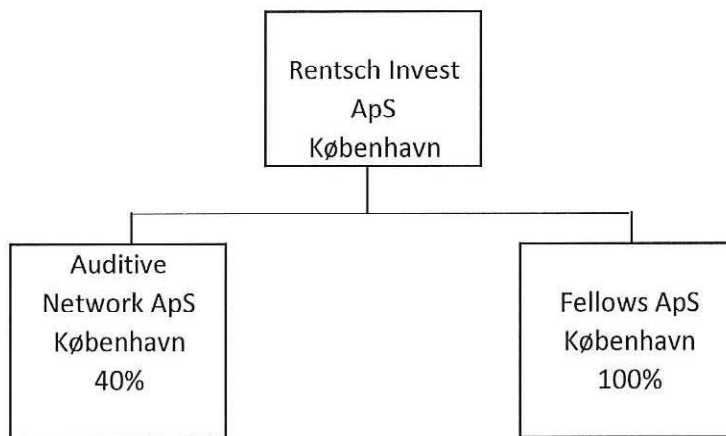 Rentsch Invest
ApS
København
Auditive
Network ApS
København
40%
Fellows ApS
København
100%